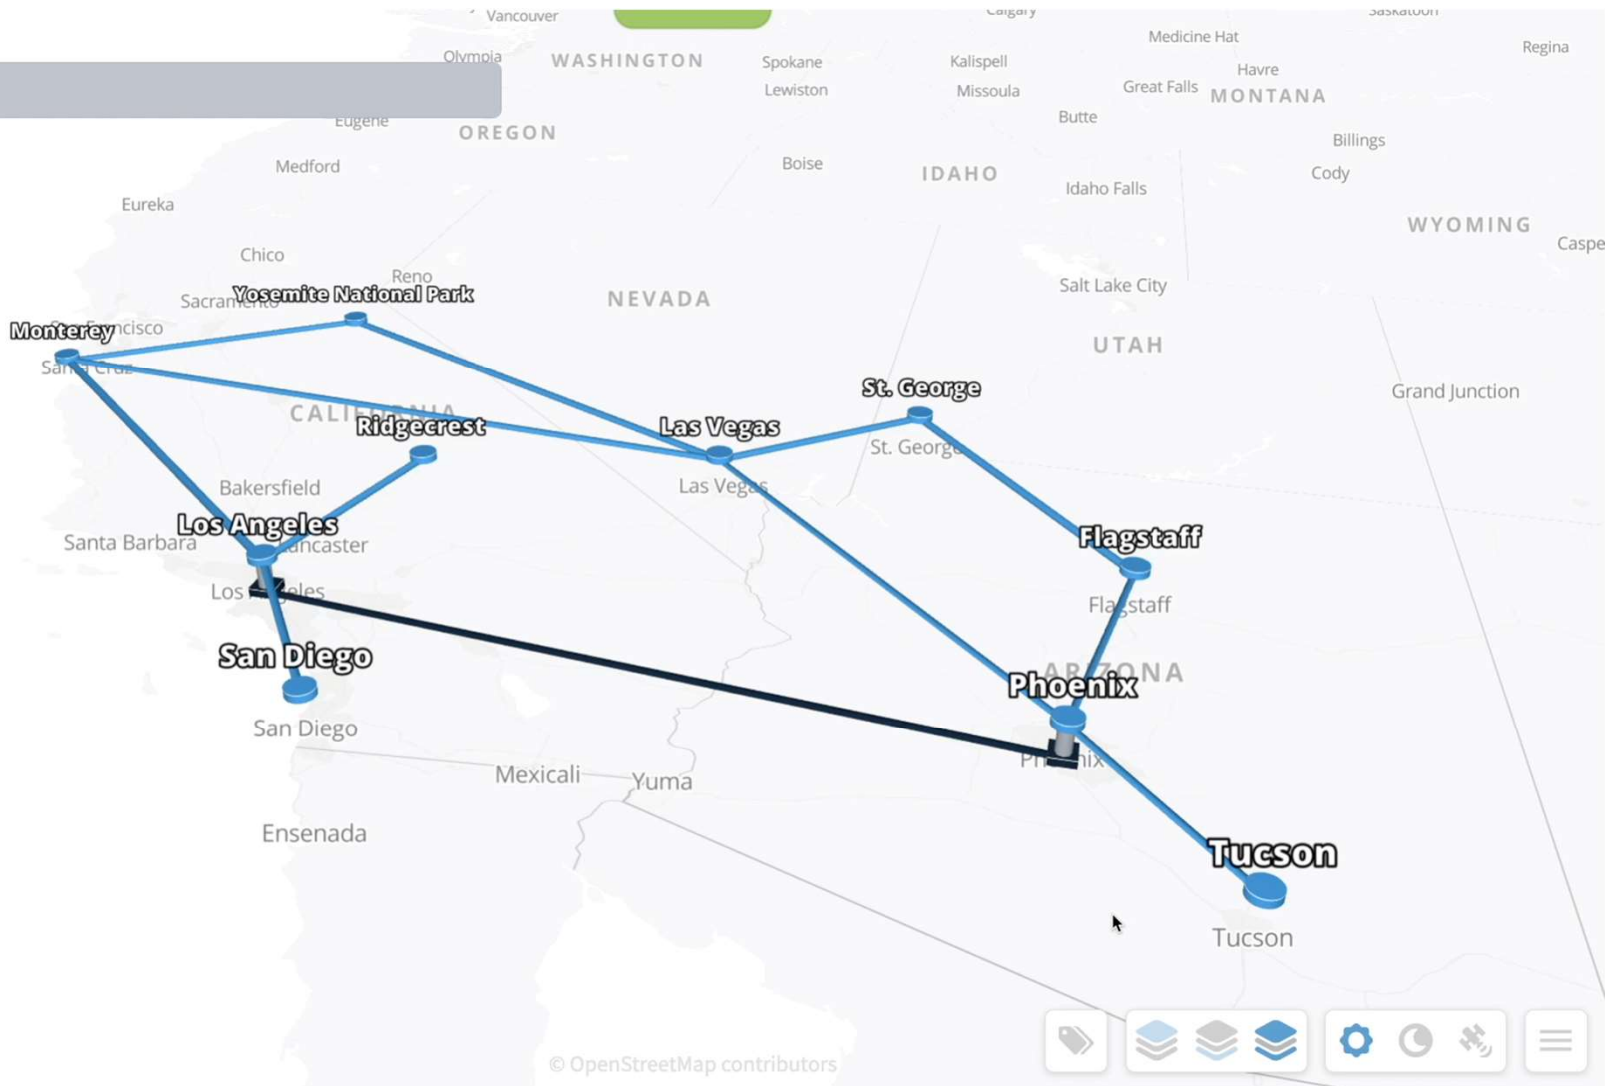 Vancouver
Calgary
Saskatoon
Medicine Hat
Regina
Olympia
WASHINGTON
Spokane
Kalispell
Havre
Lewiston
Missoula
Great Falls
MONTANA
Butte
Eugene
OREGON
Billings
Medford
Boise
IDAHO
Cody
Idaho Falls
Eureka
WYOMING
Caspe
Chico
Reno
Salt Lake City
Sacramento
Yosemite National Park
NEVADA
Monterey
UTAH
St. George
Grand Junction
CALIFORNIA
Ridgecrest
Las Vegas
St. George
Las Vegas
Bakersfield
Los Angeles
Flagstaff
Santa Barbara
Lancaster
Los Angeles
Flagstaff
San Diego
ARIZONA
Phoenix
San Diego
Phoenix
Mexicali
Yuma
Ensenada
Tucson
Tucson
© OpenStreetMap contributors